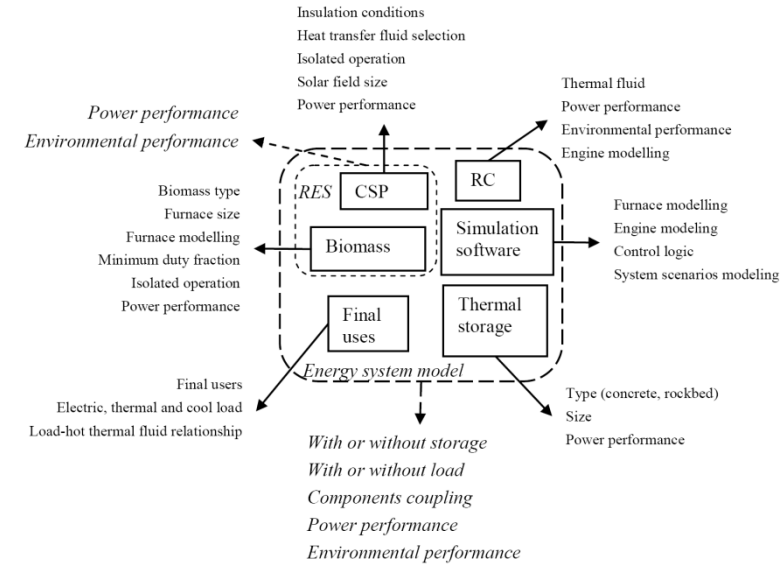 Insulation conditions
Heat transfer fluid selection
Isolated operation
Solar field size
Power performance
Thermal fluid
Power performance
Environmental performance
Engine modelling
Power performance
Environmental performance
RES
CSP
RC
Biomass type
Furnace size
Furnace modelling
Minimum duty fraction
Isolated operation
Power performance
Biomass
Simulation
software
Furnace modelling
Engine modeling
Control logic
System scenarios modeling
Final
uses
Thermal
storage
Energy system model
Final users
Electric, thermal and cool load
Load-hot thermal fluid relationship
Type (concrete, rockbed)
Size
Power performance
With or without storage
With or without load
Components coupling
Power performance
Environmental performance